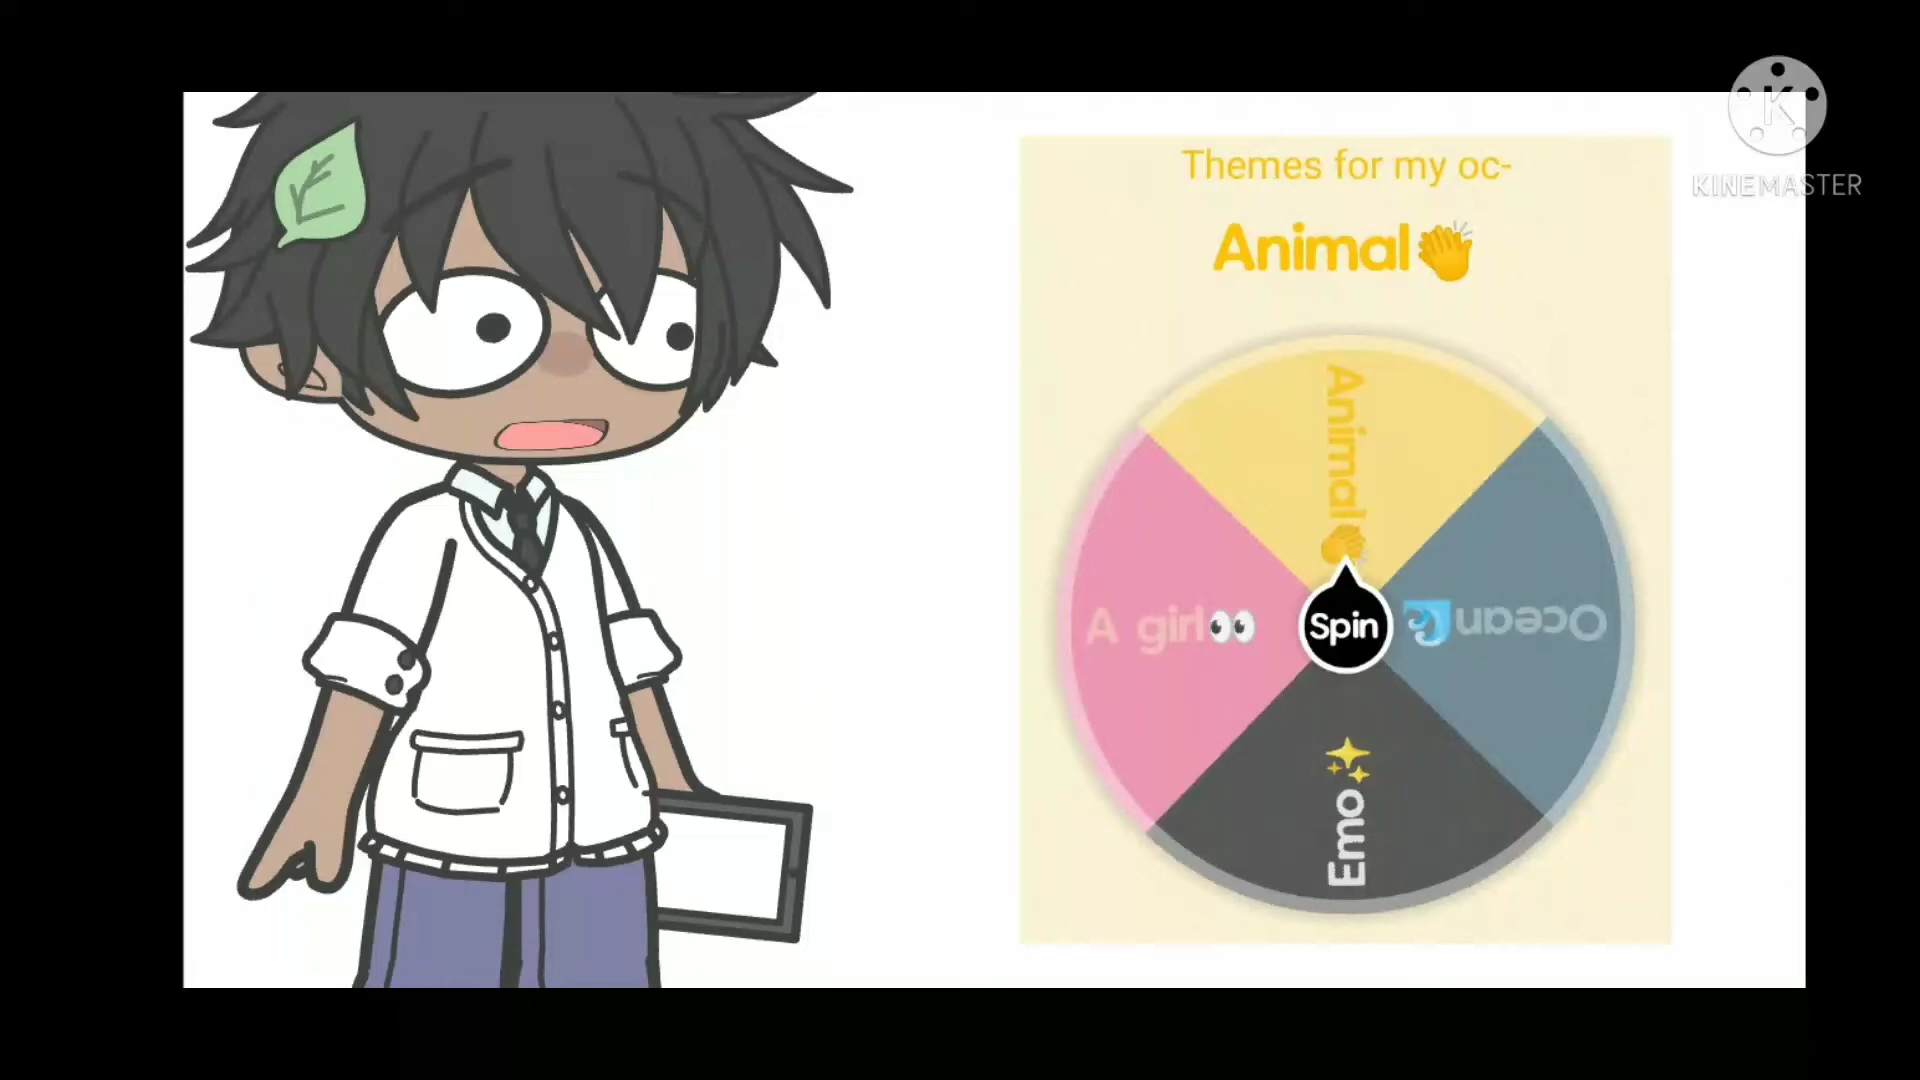 Themes for my oc-
Animal👏
Animal👏
A girl👀
Spin
Ocean🌊
Emo✨
K
KINEMASTER